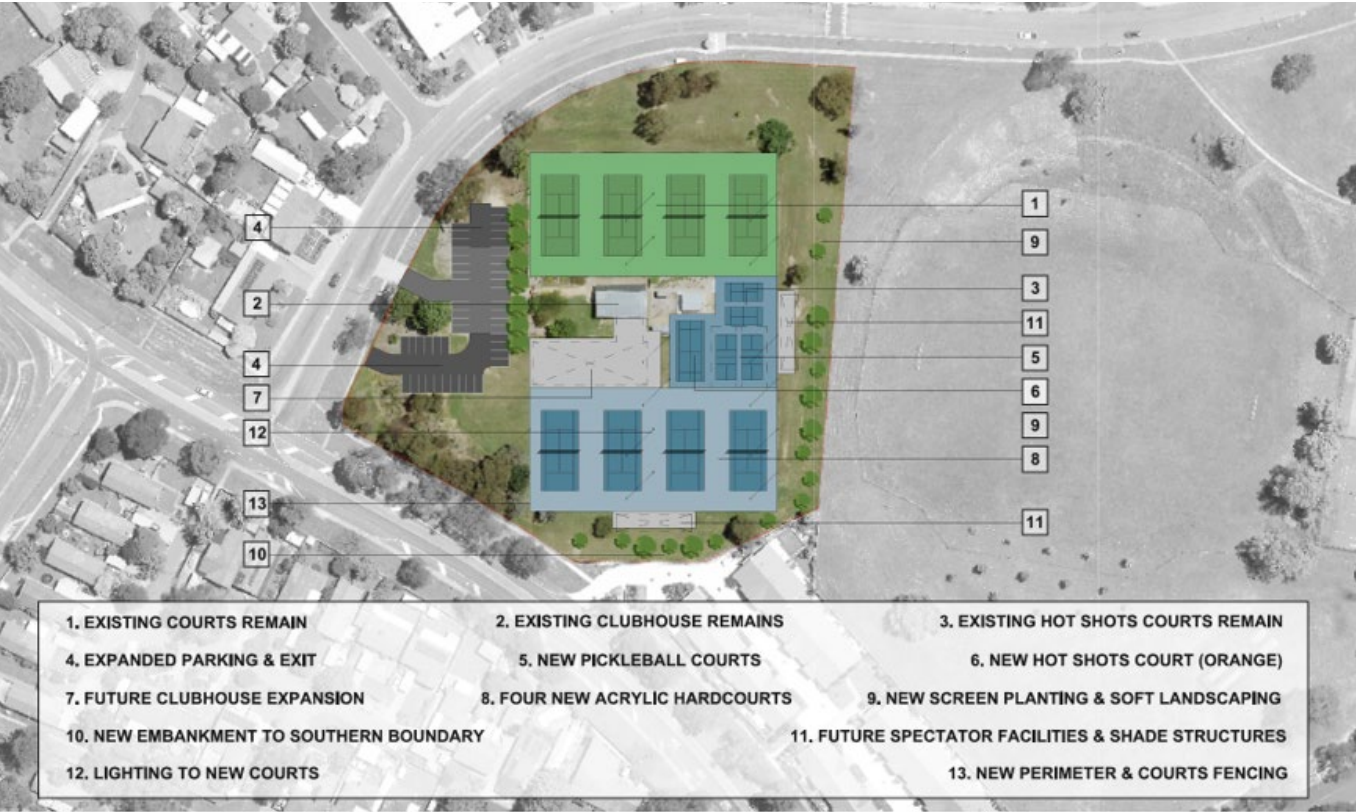 4
2
4
7
12
13
10
1
9
3
11
5
6
9
8
11
1. EXISTING COURTS REMAIN
2. EXISTING CLUBHOUSE REMAINS
3. EXISTING HOT SHOTS COURTS REMAIN
4. EXPANDED PARKING & EXIT
5. NEW PICKLEBALL COURTS
6. NEW HOT SHOTS COURT (ORANGE)
7. FUTURE CLUBHOUSE EXPANSION
8. FOUR NEW ACRYLIC HARDCOURTS
9. NEW SCREEN PLANTING & SOFT LANDSCAPING
10. NEW EMBANKMENT TO SOUTHERN BOUNDARY
11. FUTURE SPECTATOR FACILITIES & SHADE STRUCTURES
12. LIGHTING TO NEW COURTS
13. NEW PERIMETER & COURTS FENCING